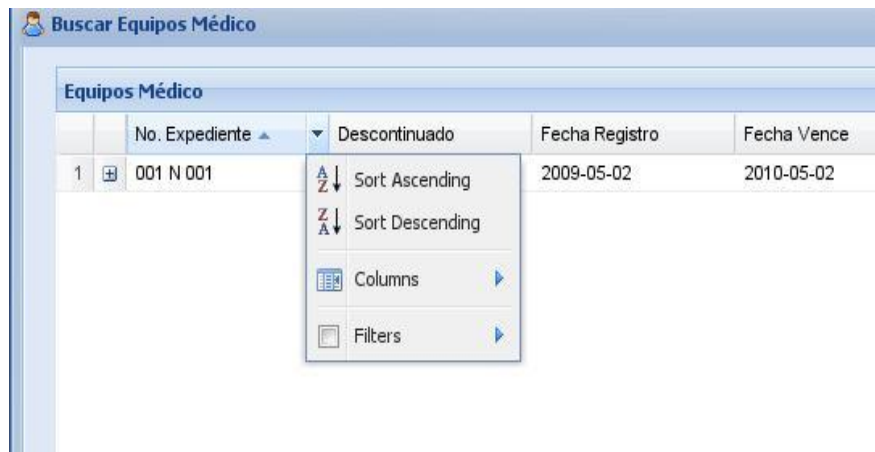 Buscar Equipos Médico
Equipos Médico
No. Expediente Descontinuado Fecha Registro Fecha Vence
1 001 N 001 2009-05-02 2010-05-02
Sort Ascending
Sort Descending
Columns
Filters